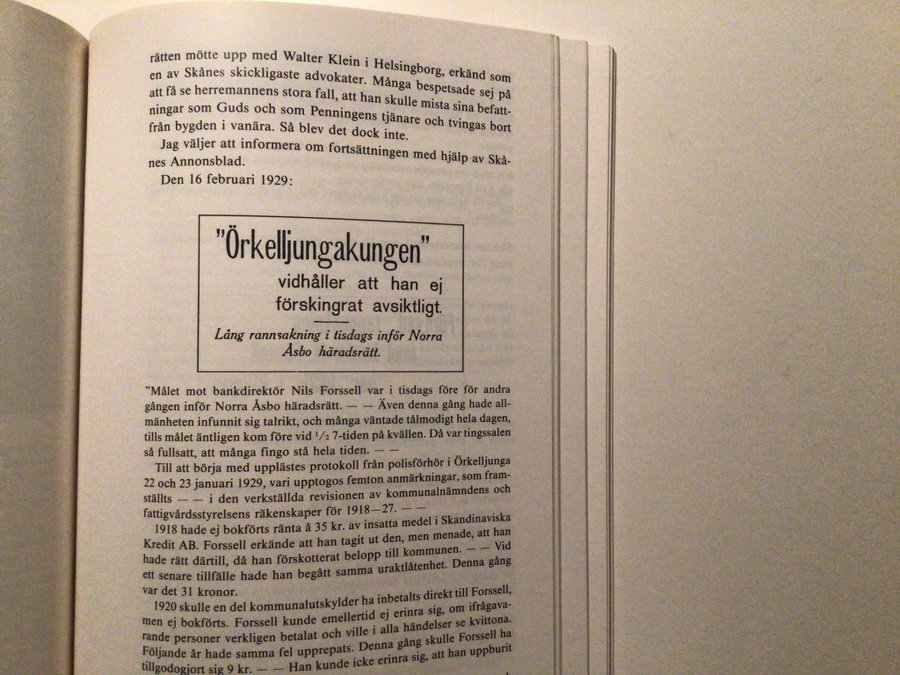 rätten mötte upp med Walter Klein i Helsingborg, erkänd som
en av Skånes skickligaste advokater. Många bespetsade sej på
att få se herremannens stora fall, att han skulle mista sina befatt-
ningar som Guds och som Penningens tjänare och tvingas bort
från bygden i vanära. Så blev det dock inte.
Jag väljer att informera om fortsättningen med hjälp av Skå-
nes Annonsblad.
Den 16 februari 1929:
”Örkelljungakungen”
vidhåller att han ej
förskingrat avsiktligt.
Lång rannsakning i tisdags inför Norra
Åsbo häradsrätt.
”Målet mot bankdirektör Nils Forssell var i tisdags före för andra
gången inför Norra Åsbo häradsrätt. — — Även denna gång hade all-
mänheten infunnit sig talrikt, och många väntade tålmodigt hela dagen,
tills målet äntligen kom före vid ¹/₂ 7-tiden på kvällen. Då var tingssalen
så fullsatt, att många fingo stå hela tiden. — —
Till att börja med upplästes protokoll från polisförhör i Örkelljunga
22 och 23 januari 1929, vari upptogos femton anmärkningar, som fram-
ställts — — i den verkställda revisionen av kommunalnämndens och
fattigvårdsstyrelsens räkenskaper för 1918—27. — —
1918 hade ej bokförts ränta å 35 kr. av insatta medel i Skandinaviska
Kredit AB. Forssell erkände att han tagit ut den, men menade, att han
hade rätt därtill, då han förskotterat belopp till kommunen. — — Vid
ett senare tillfälle hade han begått samma uraktlåtenhet. Denna gång
var det 31 kronor.
1920 skulle en del kommunalutskylder ha inbetalts direkt till Forssell,
men ej bokförts. Forssell kunde emellertid ej erinra sig, om ifrågava-
rande personer verkligen betalat och ville i alla händelser se kvittona.
Följande år hade samma fel upprepats. Denna gång skulle Forssell ha
tillgodogjort sig 9 kr. — — Han kunde icke erinra sig, att han uppburit